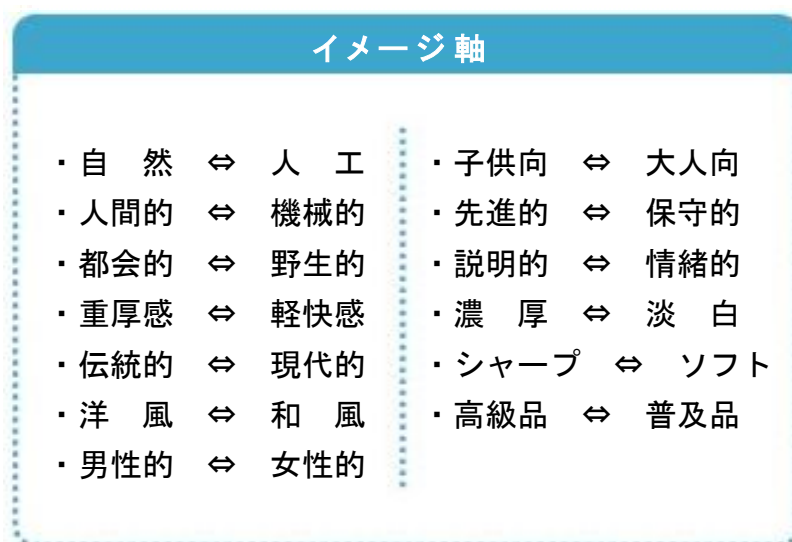 イメージ軸
・自　然　⇔　人　工
・人間的　⇔　機械的
・都会的　⇔　野生的
・重厚感　⇔　軽快感
・伝統的　⇔　現代的
・洋　風　⇔　和　風
・男性的　⇔　女性的
・子供向　⇔　大人向
・先進的　⇔　保守的
・説明的　⇔　情緒的
・濃　厚　⇔　淡　白
・シャープ　⇔　ソフト
・高級品　⇔　普及品